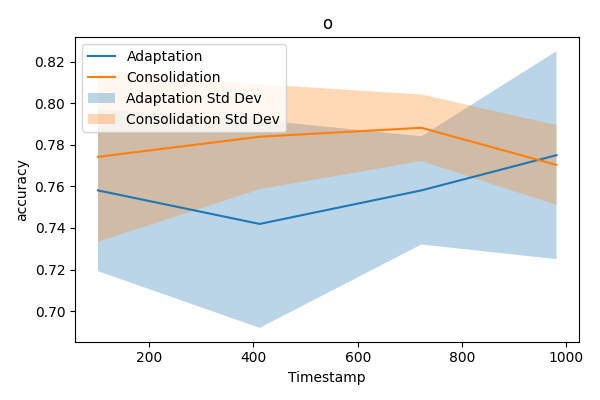 o
Adaptation
Consolidation
Adaptation Std Dev
Consolidation Std Dev
0.82
0.80
0.78
0.76
0.74
0.72
0.70
accuracy
200
400
600
800
1000
Timestamp